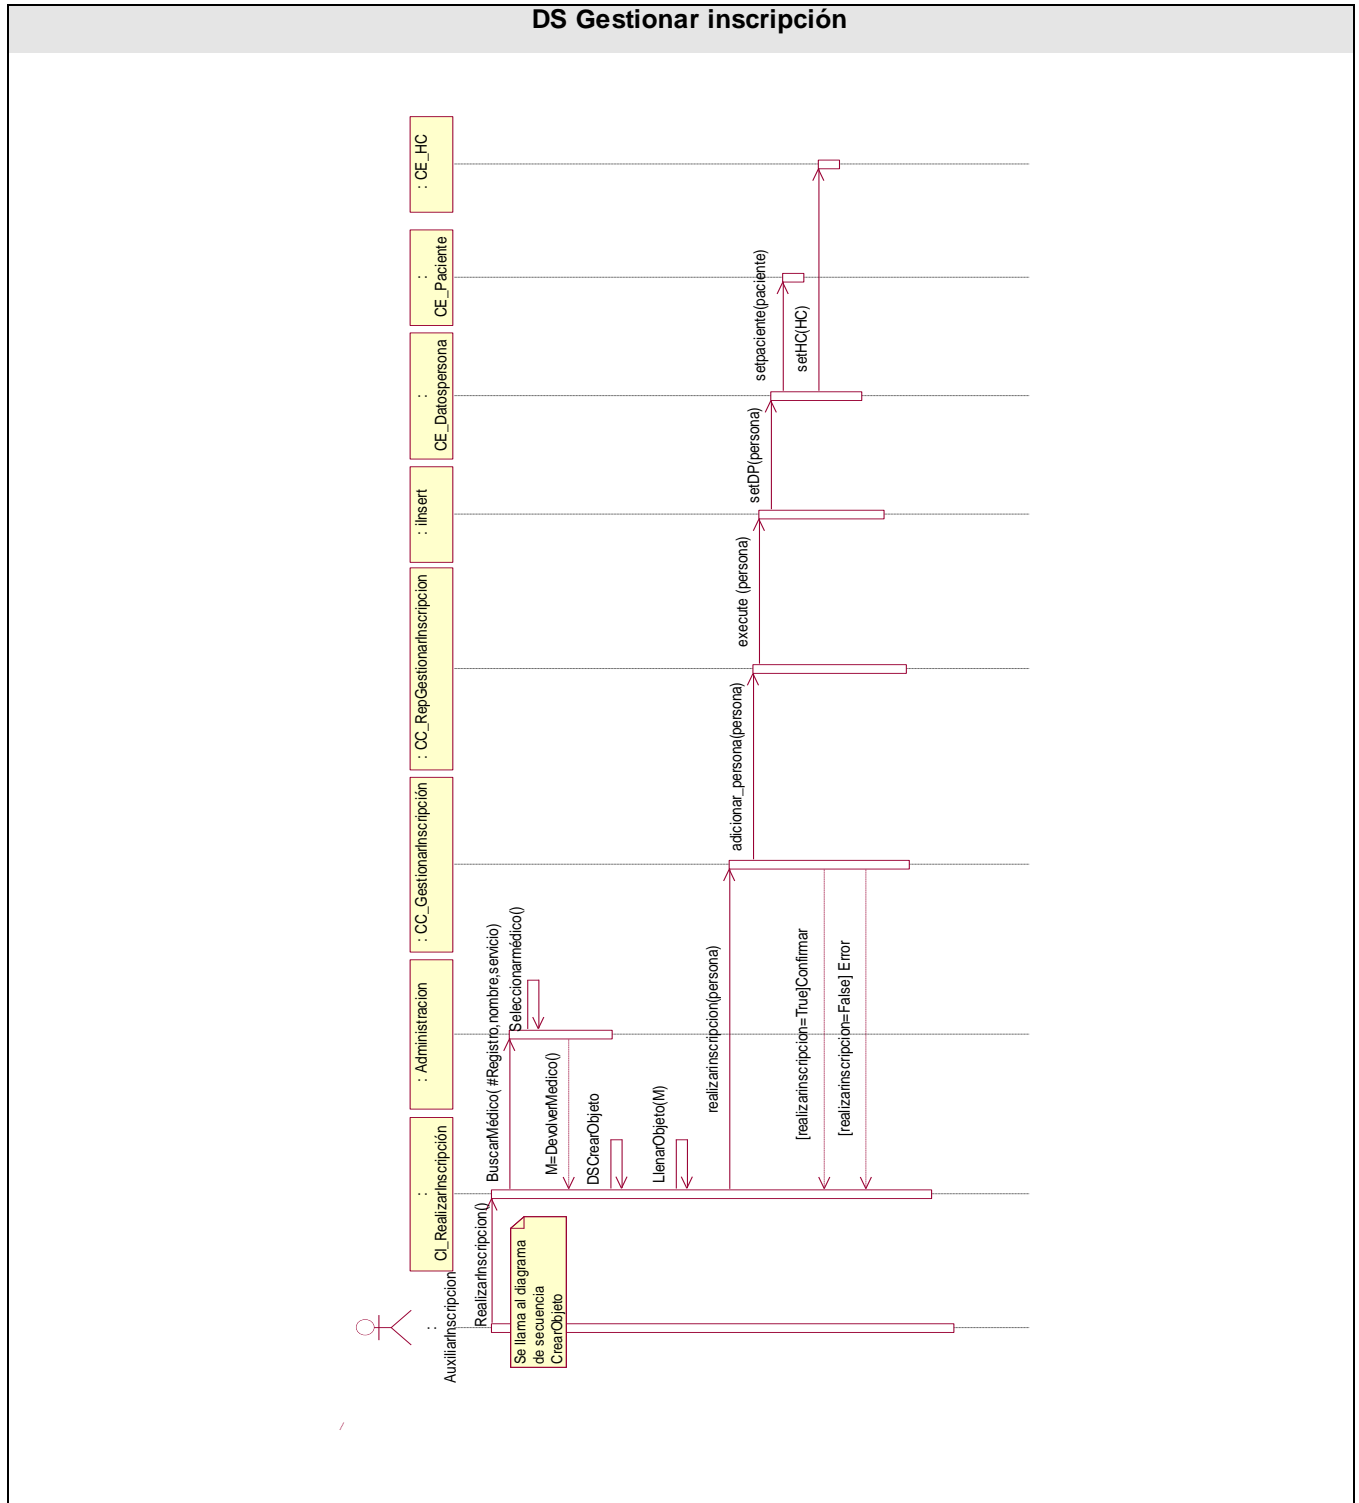 DS Gestionar inscripción
:
AuxiliarInscripcion
:
CI_RealizarInscripción
: Administracion
: CC_GestionarInscripción
: CC_RepGestionarInscripcion
: iInsert
:
CE_Datospersona
:
CE_Paciente
: CE_HC
RealizarInscripcion()
Se llama al diagrama
de secuencia
CrearObjeto
BuscarMédico( #Registro,nombre,servicio)
Seleccionarmédico()
M=DevolverMedico()
DSCrearObjeto
LlenarObjeto(M)
realizarinscripcion(persona)
adicionar_persona(persona)
execute (persona)
setDP(persona)
setpaciente(paciente)
setHC(HC)
[realizarinscripcion=True]Confirmar
[realizarinscripcion=False] Error